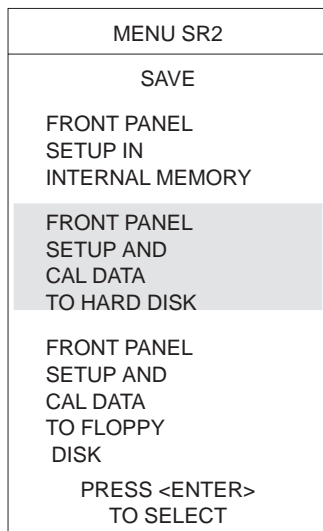 MENU SR2
SAVE
FRONT PANEL
SETUP IN
INTERNAL MEMORY
FRONT PANEL
SETUP AND
CAL DATA
TO HARD DISK
FRONT PANEL
SETUP AND
CAL DATA
TO FLOPPY
DISK
PRESS <ENTER>
TO SELECT